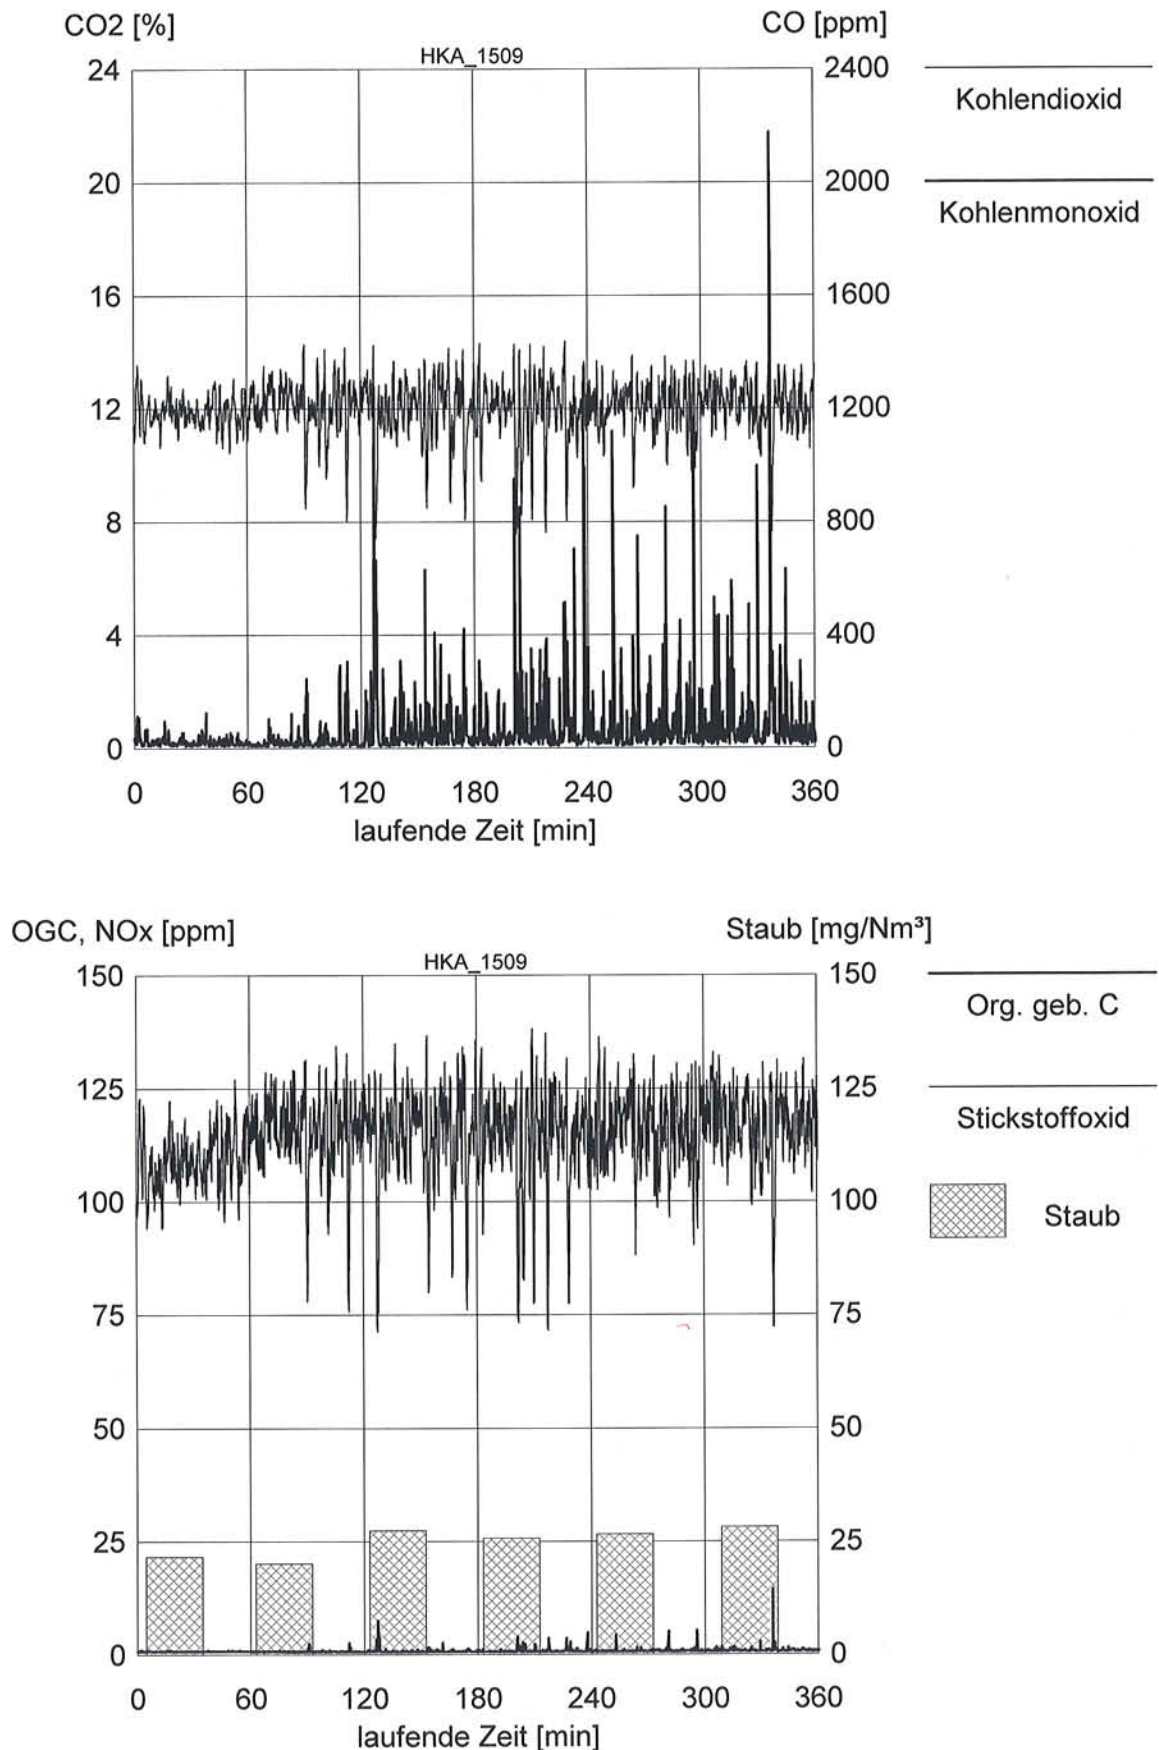 CO2 [%] CO [ppm]
HKA_1509
24 2400
Kohlendioxid
20 2000
Kohlenmonoxid
16 1600
12 1200
8 800
4 400
0 0
0 60 120 180 240 300 360
laufende Zeit [min]
OGC, NOx [ppm] Staub [mg/Nm³]
HKA_1509
150 150
Org. geb. C
125 125
Stickstoffoxid
100 100
Staub
75 75
50 50
25 25
0 0
0 60 120 180 240 300 360
laufende Zeit [min]